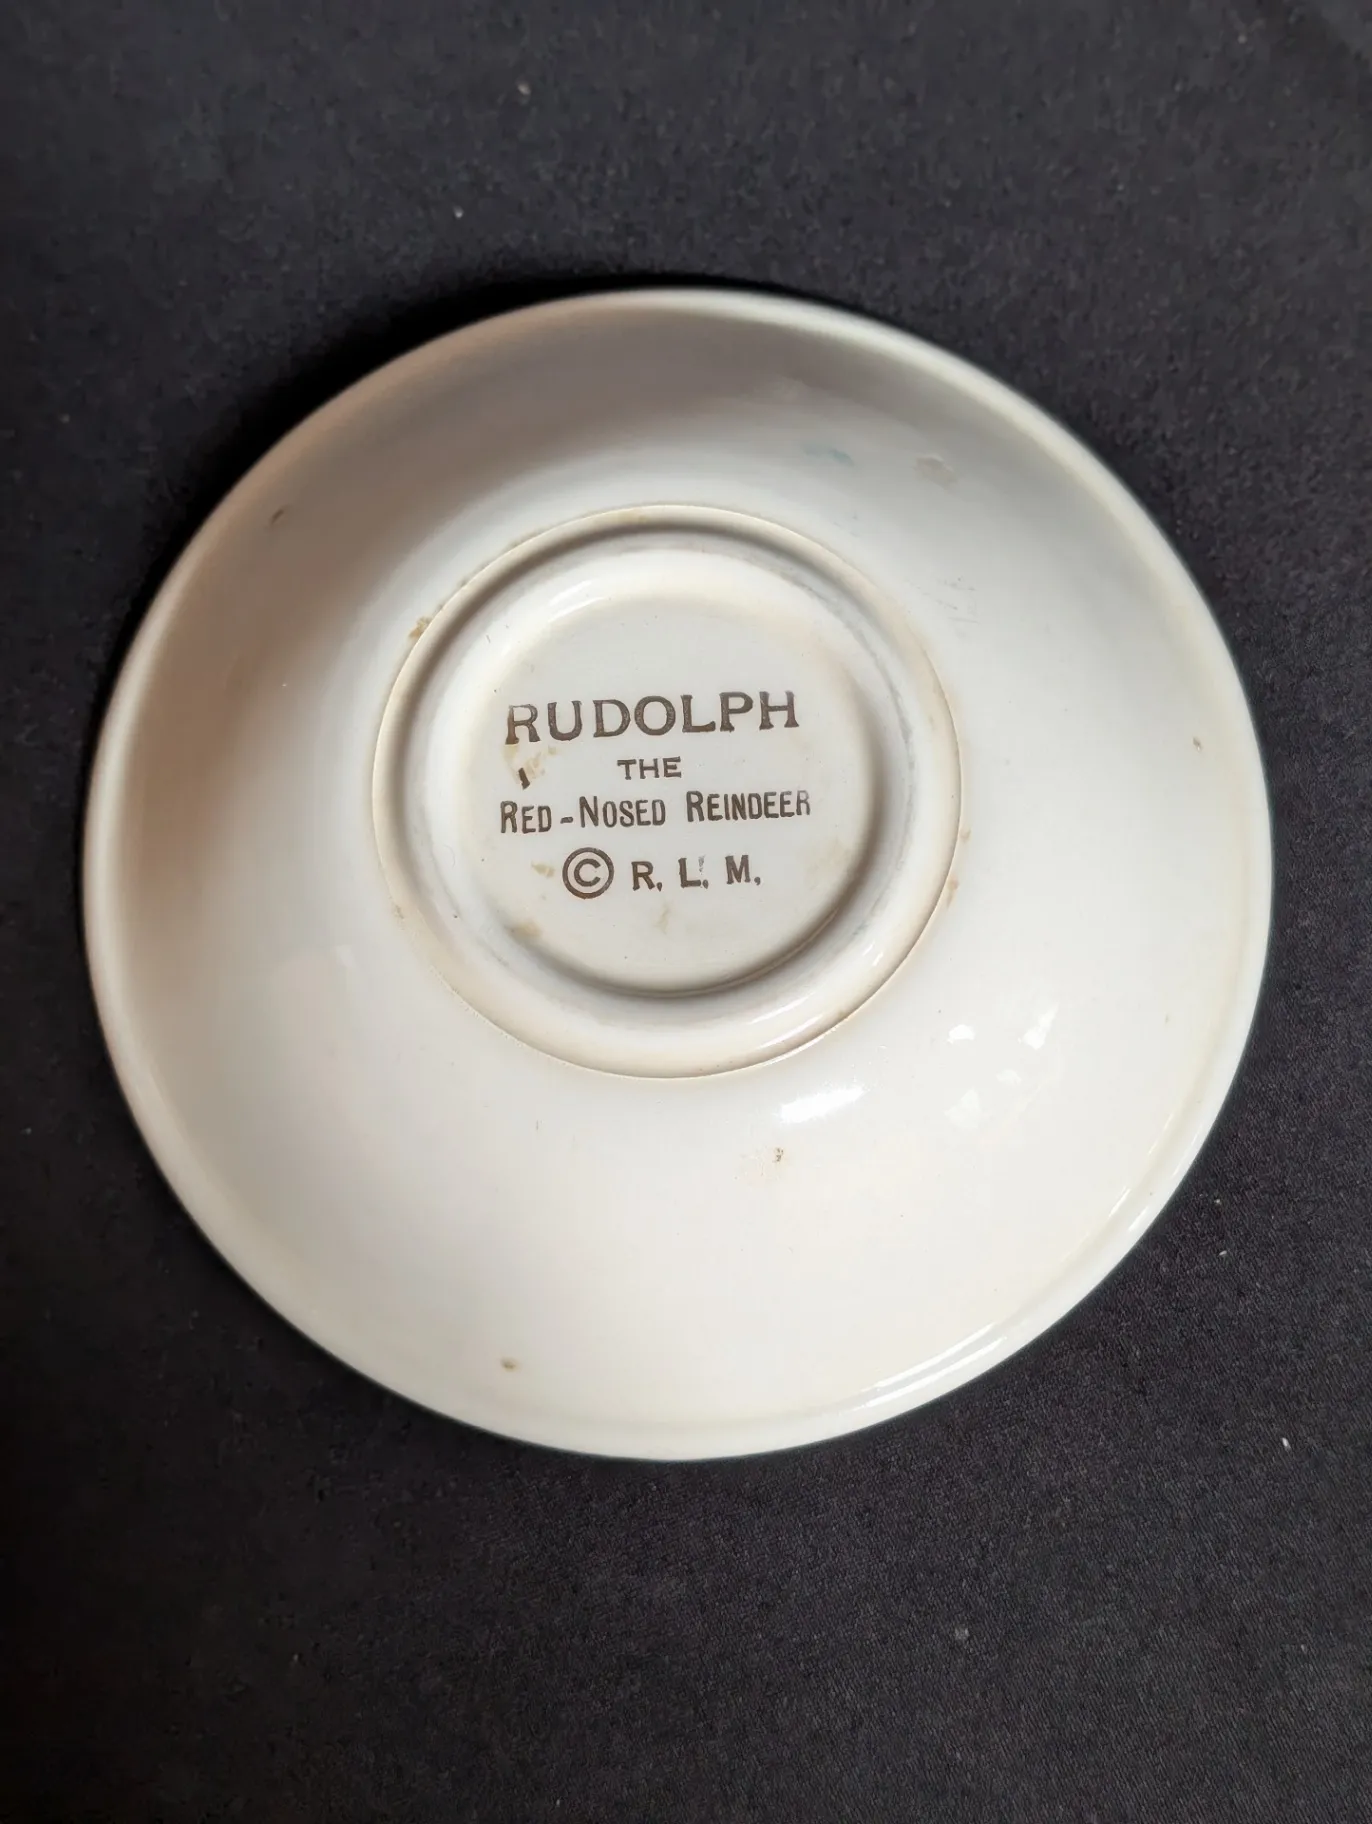 RUDOLPH
THE
RED-NOSED REINDEER
© R. L. M.